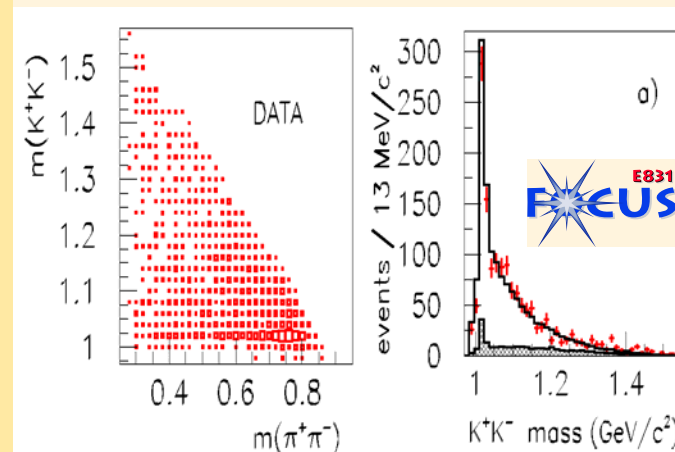 m(K⁺K⁻)
1.5
1.4
1.3
1.2
1.1
1
DATA
0.4 0.6 0.8
m(π⁺π⁻)
events / 13 MeV/c²
300
250
200
150
100
50
0
a)
E831
FOCUS
1 1.2 1.4
K⁺K⁻ mass (GeV/c²)